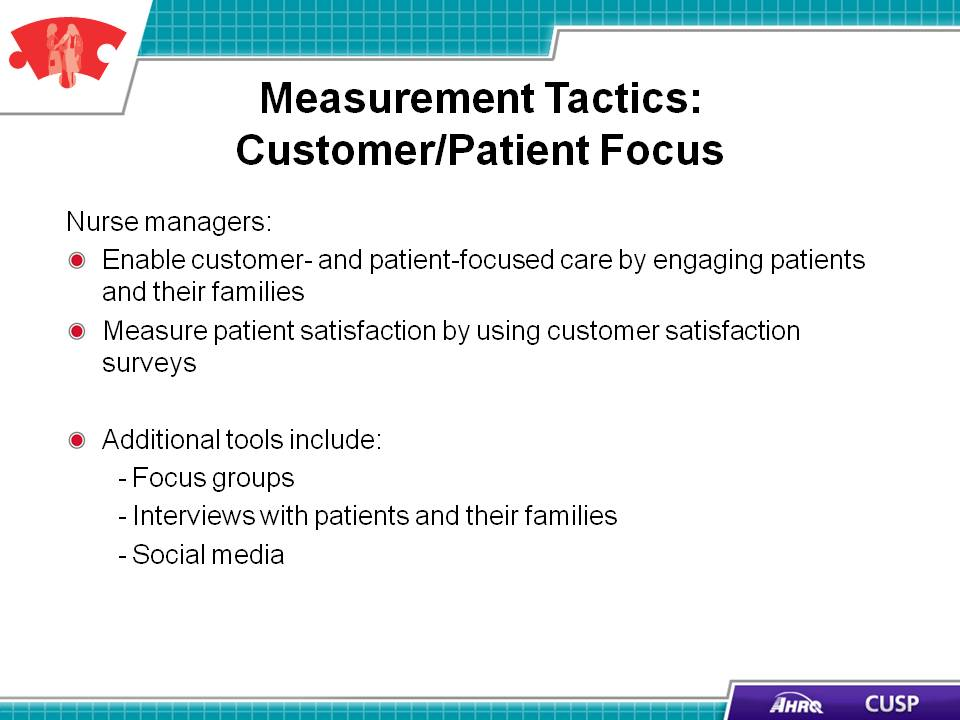 Measurement Tactics:
Customer/Patient Focus
Nurse managers:
Enable customer- and patient-focused care by engaging patients
and their families
Measure patient satisfaction by using customer satisfaction
surveys
Additional tools include:
- Focus groups
- Interviews with patients and their families
- Social media
AHRQ
CUSP